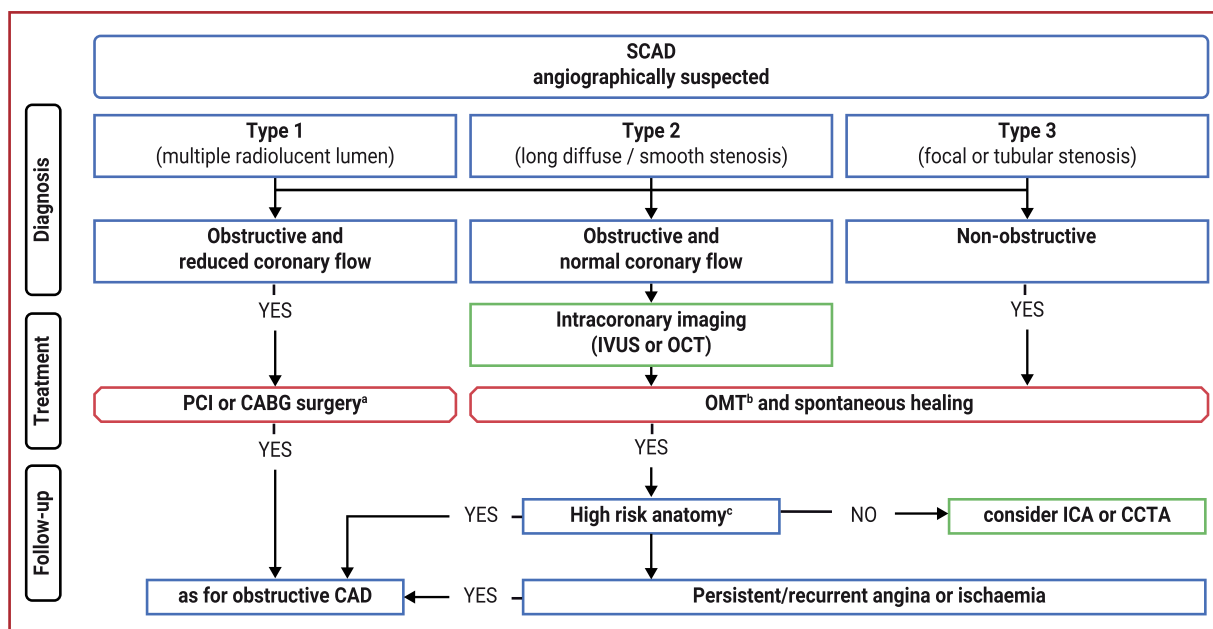 SCAD
angiographically suspected
Diagnosis
Type 1
(multiple radiolucent lumen)
Type 2
(long diffuse / smooth stenosis)
Type 3
(focal or tubular stenosis)
Obstructive and
reduced coronary flow
Obstructive and
normal coronary flow
Non-obstructive
YES
YES
Treatment
Intracoronary imaging
(IVUS or OCT)
PCI or CABG surgeryᵃ
OMTᵇ and spontaneous healing
YES
YES
Follow-up
YES
High risk anatomyᶜ
NO
consider ICA or CCTA
as for obstructive CAD
YES
Persistent/recurrent angina or ischaemia